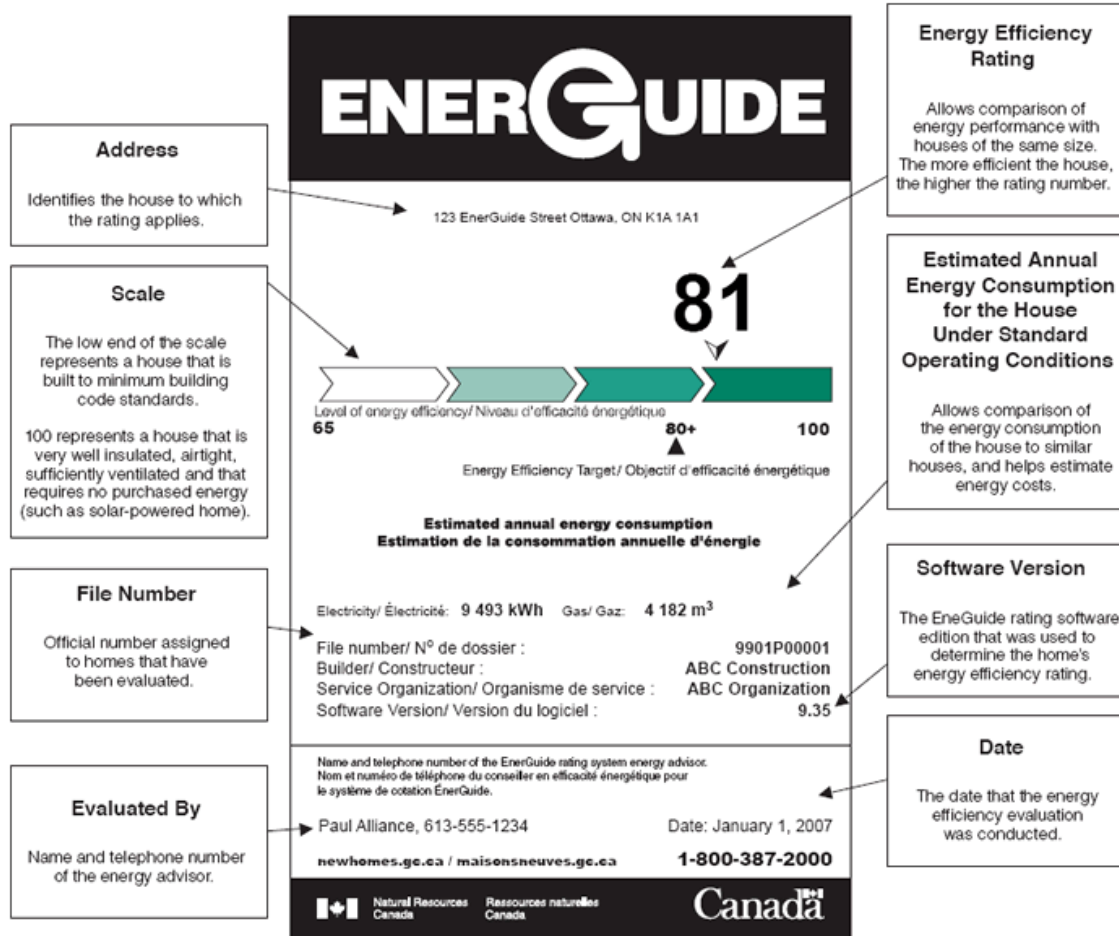 ENERGUIDE
Address
Identifies the house to which
the rating applies.
Scale
The low end of the scale
represents a house that is
built to minimum building
code standards.
100 represents a house that is
very well insulated, airtight,
sufficiently ventilated and that
requires no purchased energy
(such as solar-powered home).
File Number
Official number assigned
to homes that have
been evaluated.
Evaluated By
Name and telephone number
of the energy advisor.
123 EnerGuide Street Ottawa, ON K1A 1A1
81
Level of energy efficiency/ Niveau d'efficacité énergétique
65 80+ 100
Energy Efficiency Target/ Objectif d'efficacité énergétique
Estimated annual energy consumption
Estimation de la consommation annuelle d'énergie
Electricity/ Électricité: 9 493 kWh Gas/ Gaz: 4 182 m³
File number/ Nº de dossier : 9901P00001
Builder/ Constructeur : ABC Construction
Service Organization/ Organisme de service : ABC Organization
Software Version/ Version du logiciel : 9.35
Name and telephone number of the EnerGuide rating system energy advisor.
Nom et numéro de téléphone du conseiller en efficacité énergétique pour
le système de cotation ÉnerGuide.
Paul Alliance, 613-555-1234 Date: January 1, 2007
newhomes.gc.ca / maisonsneuves.gc.ca 1-800-387-2000
Natural Resources Ressources naturelles
Canada Canada
Canada
Energy Efficiency
Rating
Allows comparison of
energy performance with
houses of the same size.
The more efficient the house,
the higher the rating number.
Estimated Annual
Energy Consumption
for the House
Under Standard
Operating Conditions
Allows comparison of
the energy consumption
of the house to similar
houses, and helps estimate
energy costs.
Software Version
The EneGuide rating software
edition that was used to
determine the home's
energy efficiency rating.
Date
The date that the energy
efficiency evaluation
was conducted.